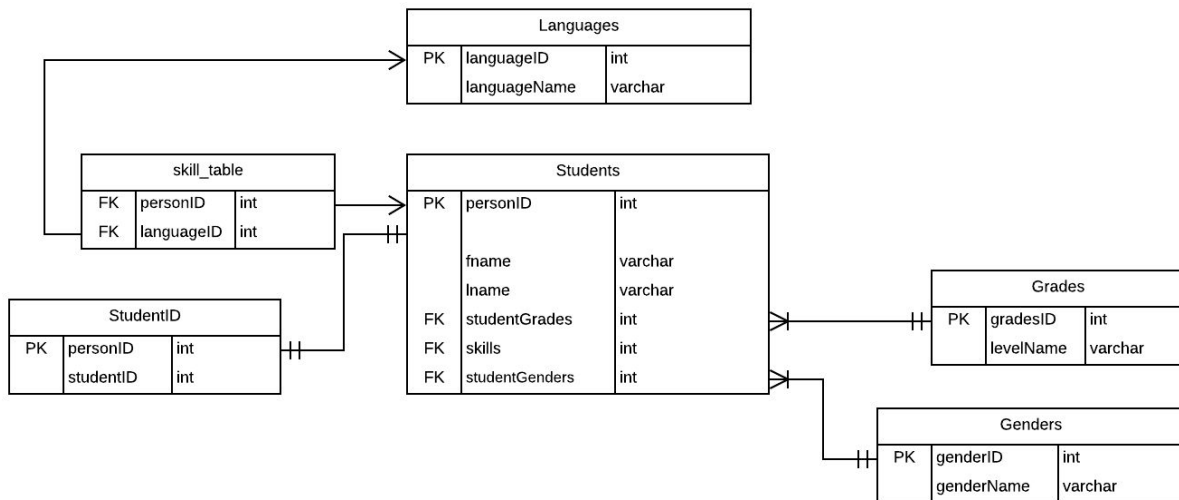 Languages
PK languageID int
languageName varchar
skill_table
FK personID int
FK languageID int
Students
PK personID int
fname varchar
lname varchar
FK studentGrades int
FK skills int
FK studentGenders int
StudentID
PK personID int
studentID int
Grades
PK gradesID int
levelName varchar
Genders
PK genderID int
genderName varchar